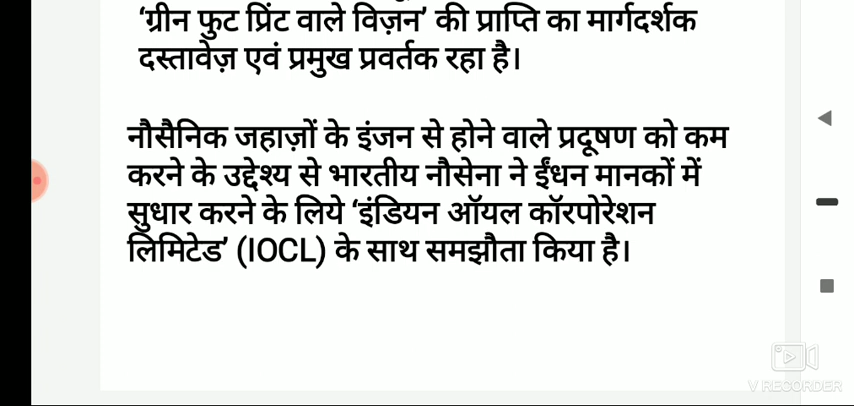 ‘ग्रीन फुट प्रिंट वाले विज़न’ की प्राप्ति का मार्गदर्शक
दस्तावेज़ एवं प्रमुख प्रवर्तक रहा है।
नौसैनिक जहाज़ों के इंजन से होने वाले प्रदूषण को कम
करने के उद्देश्य से भारतीय नौसेना ने ईंधन मानकों में
सुधार करने के लिये ‘इंडियन ऑयल कॉरपोरेशन
लिमिटेड’ (IOCL) के साथ समझौता किया है।
V RECORDER